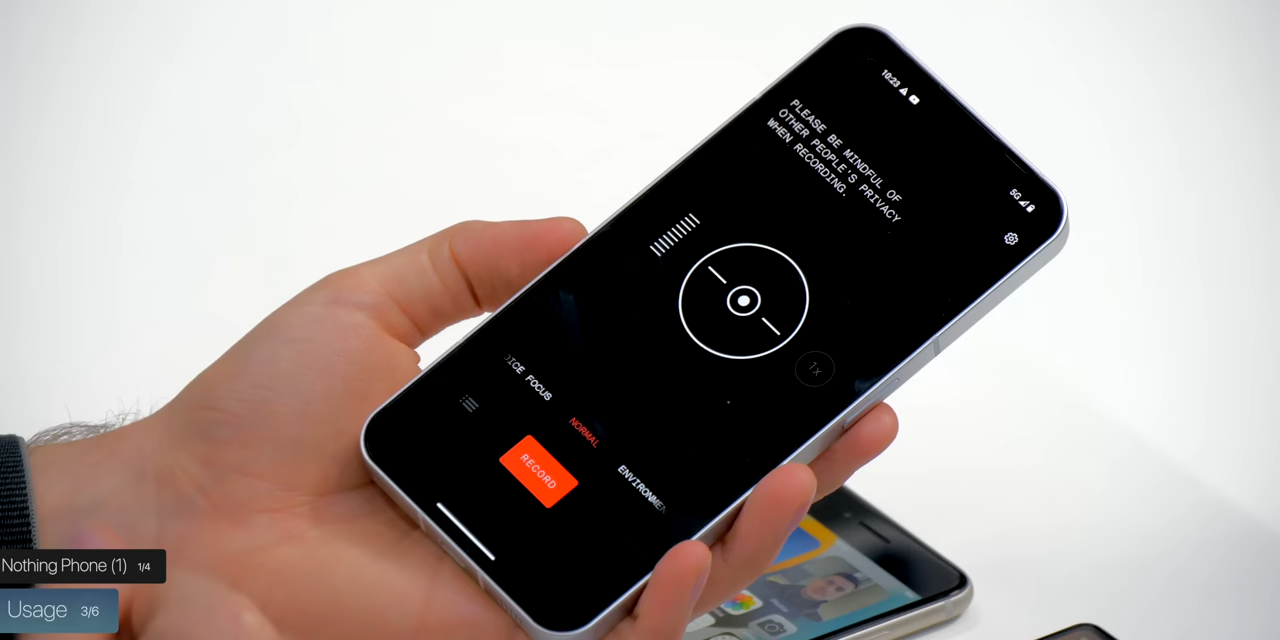 10:23
5G
PLEASE BE MINDFUL OF
OTHER PEOPLE'S PRIVACY
WHEN RECORDING.
1x
OICE FOCUS
NORMAL
ENVIRONMEN
RECORD
Nothing Phone (1) 1/4
Usage 3/6